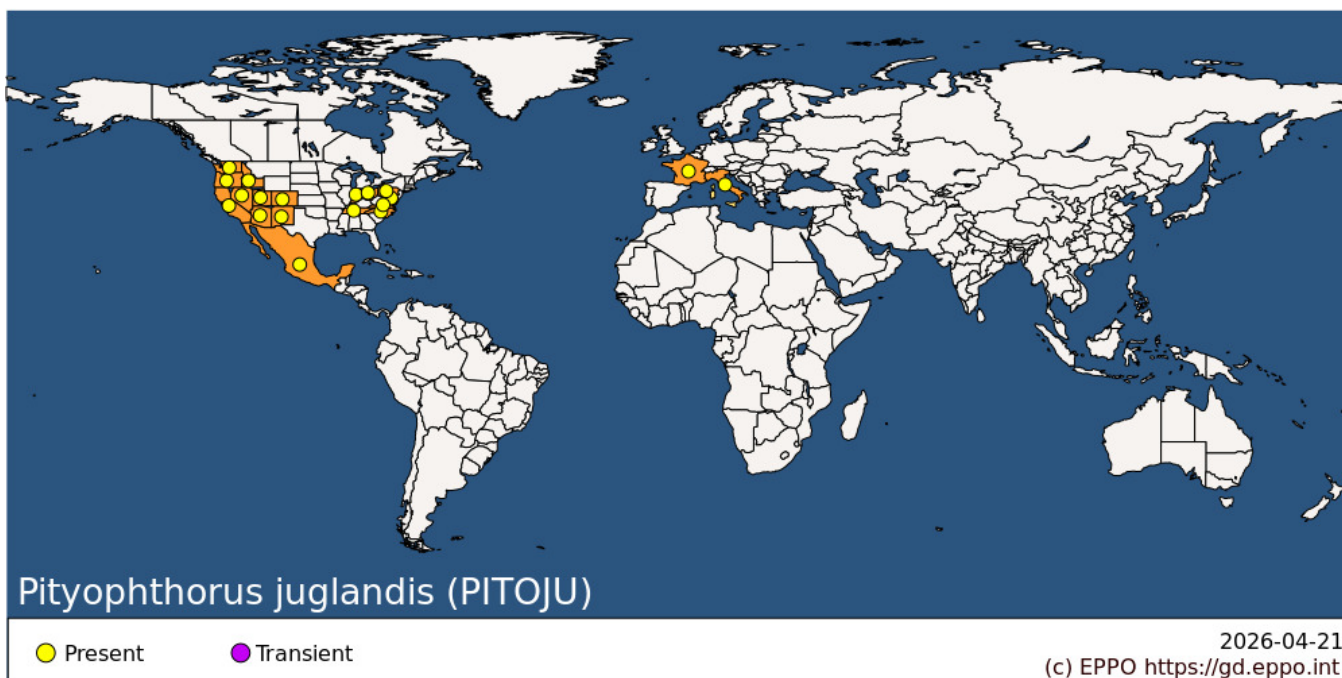 Pityophthorus juglandis (PITOJU)
Present
Transient
2026-04-21
(c) EPPO https://gd.eppo.int